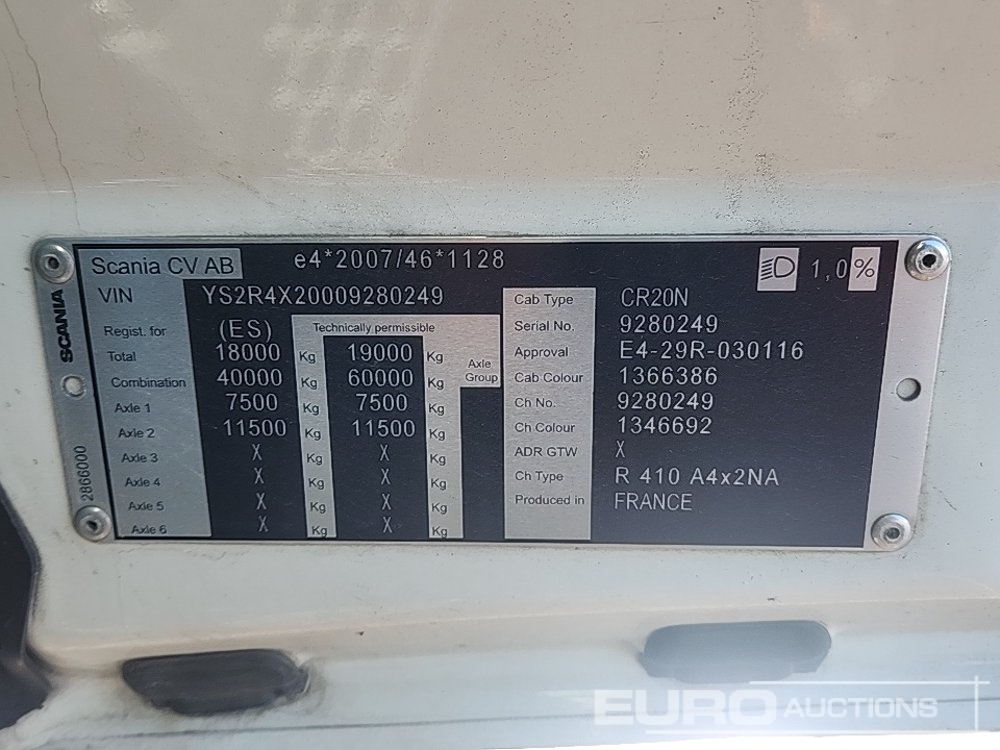 Scania CV AB e4*2007/46*1128 1,0%
VIN YS2R4X20009280249
Regist. for (ES) Technically permissible
Total 18000 Kg 19000 Kg Axle Group
Combination 40000 Kg 60000 Kg
Axle 1 7500 Kg 7500 Kg
Axle 2 11500 Kg 11500 Kg
Axle 3 X Kg X Kg
Axle 4 X Kg X Kg
Axle 5 X Kg X Kg
Axle 6 X Kg X Kg
Cab Type CR20N
Serial No. 9280249
Approval E4-29R-030116
Cab Colour 1366386
Ch No. 9280249
Ch Colour 1346692
ADR GTW X
Ch Type R 410 A4x2NA
Produced in FRANCE
SCANIA
2866000
EURO AUCTIONS